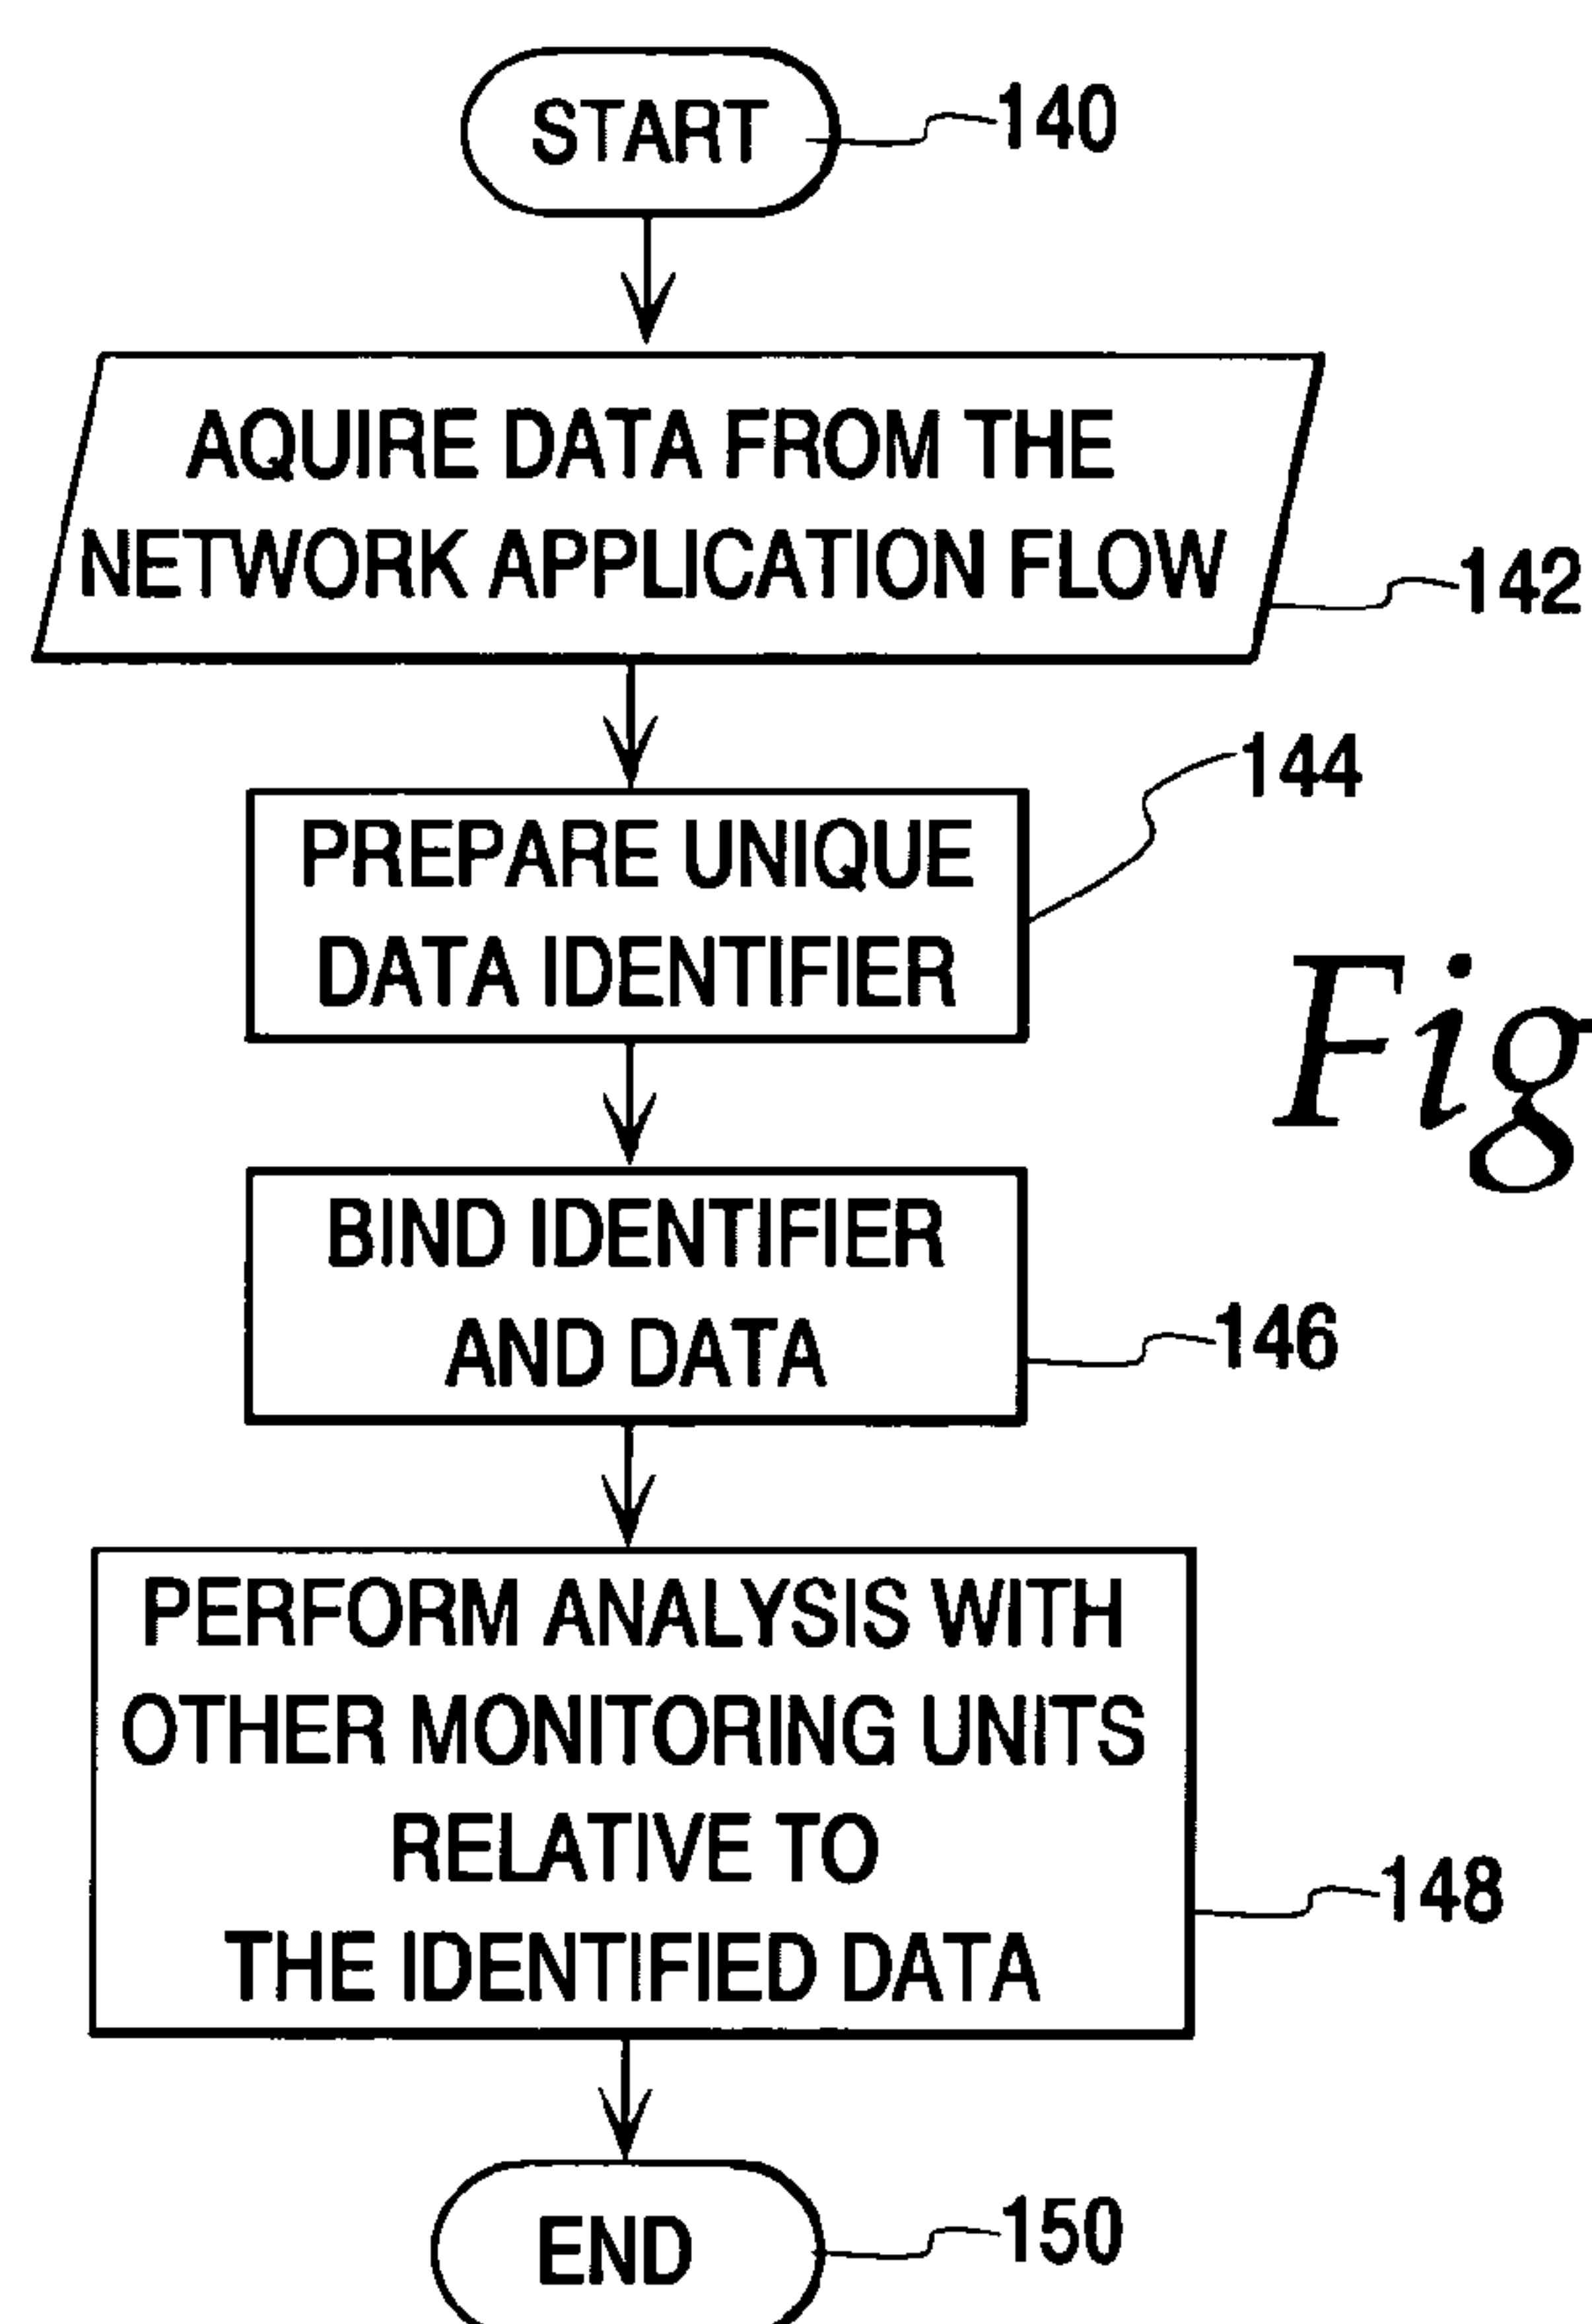 START
140
AQUIRE DATA FROM THE
NETWORK APPLICATION FLOW
142
144
PREPARE UNIQUE
DATA IDENTIFIER
Fig
BIND IDENTIFIER
AND DATA
146
PERFORM ANALYSIS WITH
OTHER MONITORING UNITS
RELATIVE TO
THE IDENTIFIED DATA
148
END
150